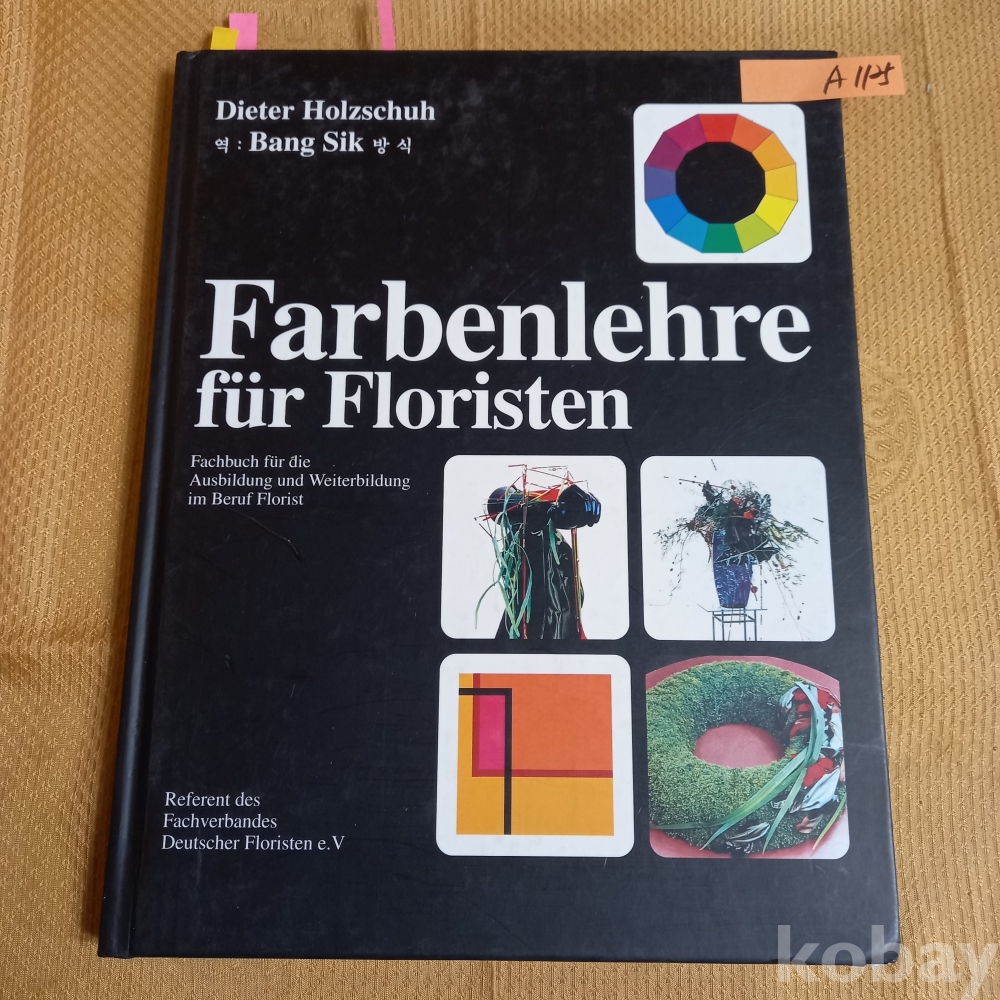 A 1125
Dieter Holzschuh
역 : Bang Sik 방 식
Farbenlehre
für Floristen
Fachbuch für die
Ausbildung und Weiterbildung
im Beruf Florist
Referent des
Fachverbandes
Deutscher Floristen e.V
kobay